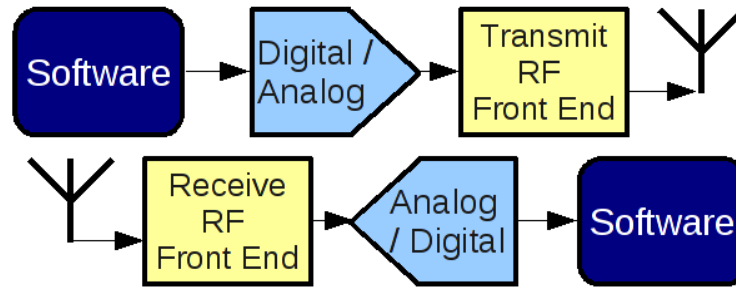 Software
Digital /
Analog
Transmit
RF
Front End
Receive
RF
Front End
Analog
/ Digital
Software